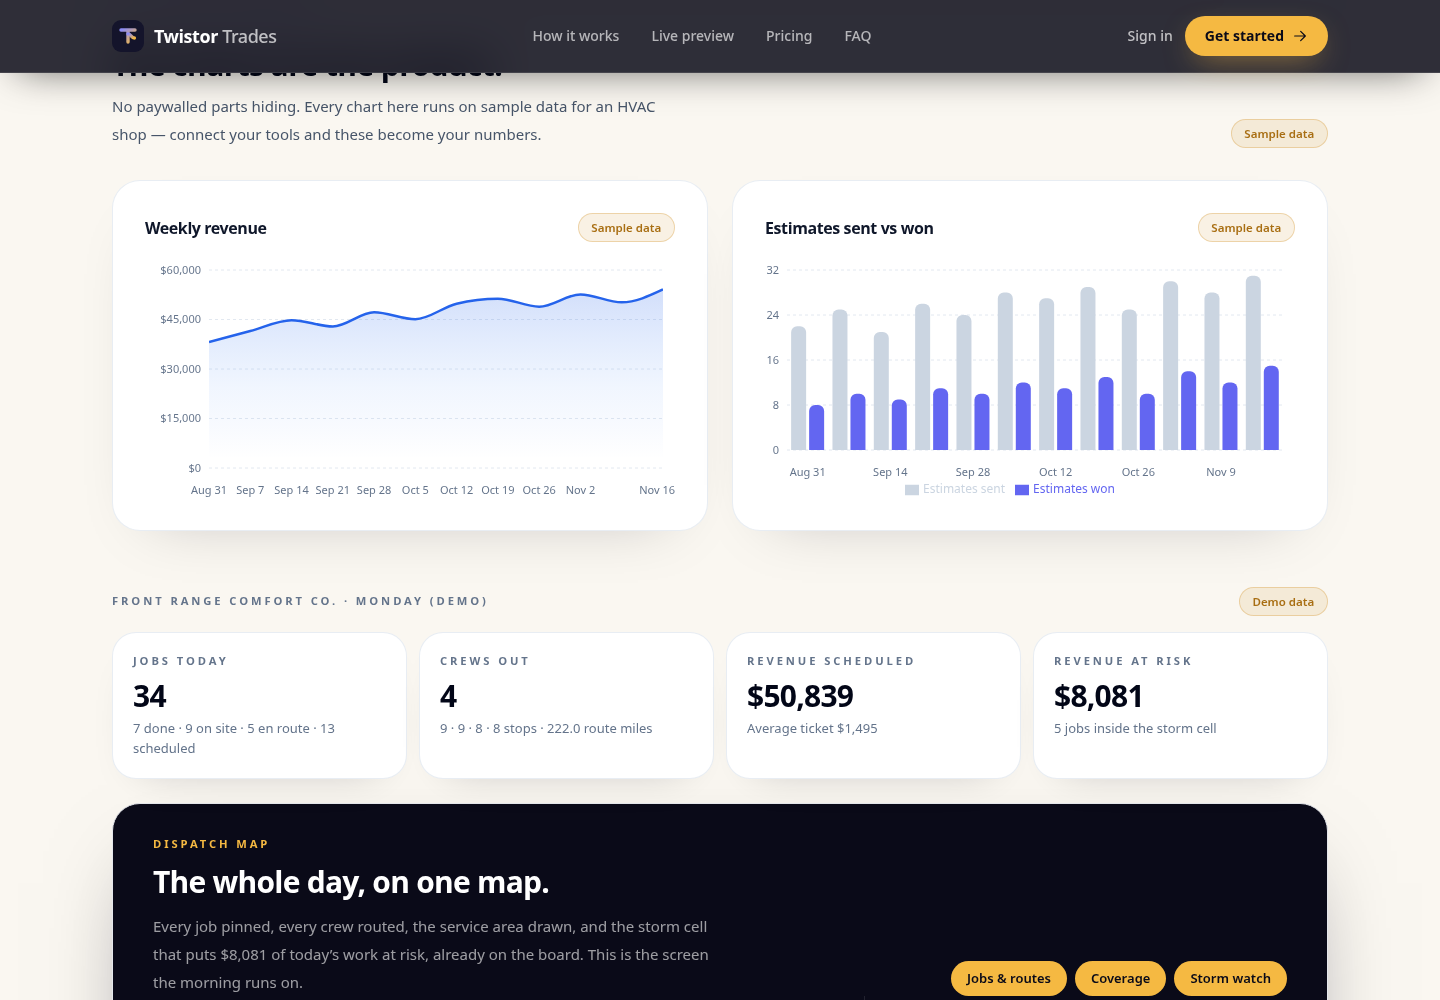 Twistor Trades
How it works
Live preview
Pricing
FAQ
Sign in
Get started
The charts are the product.
No paywalled parts hiding. Every chart here runs on sample data for an HVAC
shop — connect your tools and these become your numbers.
Sample data
Weekly revenue
Sample data
$60,000
$45,000
$30,000
$15,000
$0
Aug 31 Sep 7 Sep 14 Sep 21 Sep 28 Oct 5 Oct 12 Oct 19 Oct 26 Nov 2 Nov 16
Estimates sent vs won
Sample data
32
24
16
8
0
Aug 31 Sep 14 Sep 28 Oct 12 Oct 26 Nov 9
Estimates sent Estimates won
FRONT RANGE COMFORT CO. · MONDAY (DEMO)
Demo data
JOBS TODAY
34
7 done · 9 on site · 5 en route · 13
scheduled
CREWS OUT
4
9 · 9 · 8 · 8 stops · 222.0 route miles
REVENUE SCHEDULED
$50,839
Average ticket $1,495
REVENUE AT RISK
$8,081
5 jobs inside the storm cell
DISPATCH MAP
The whole day, on one map.
Every job pinned, every crew routed, the service area drawn, and the storm cell
that puts $8,081 of today’s work at risk, already on the board. This is the screen
the morning runs on.
Jobs & routes
Coverage
Storm watch